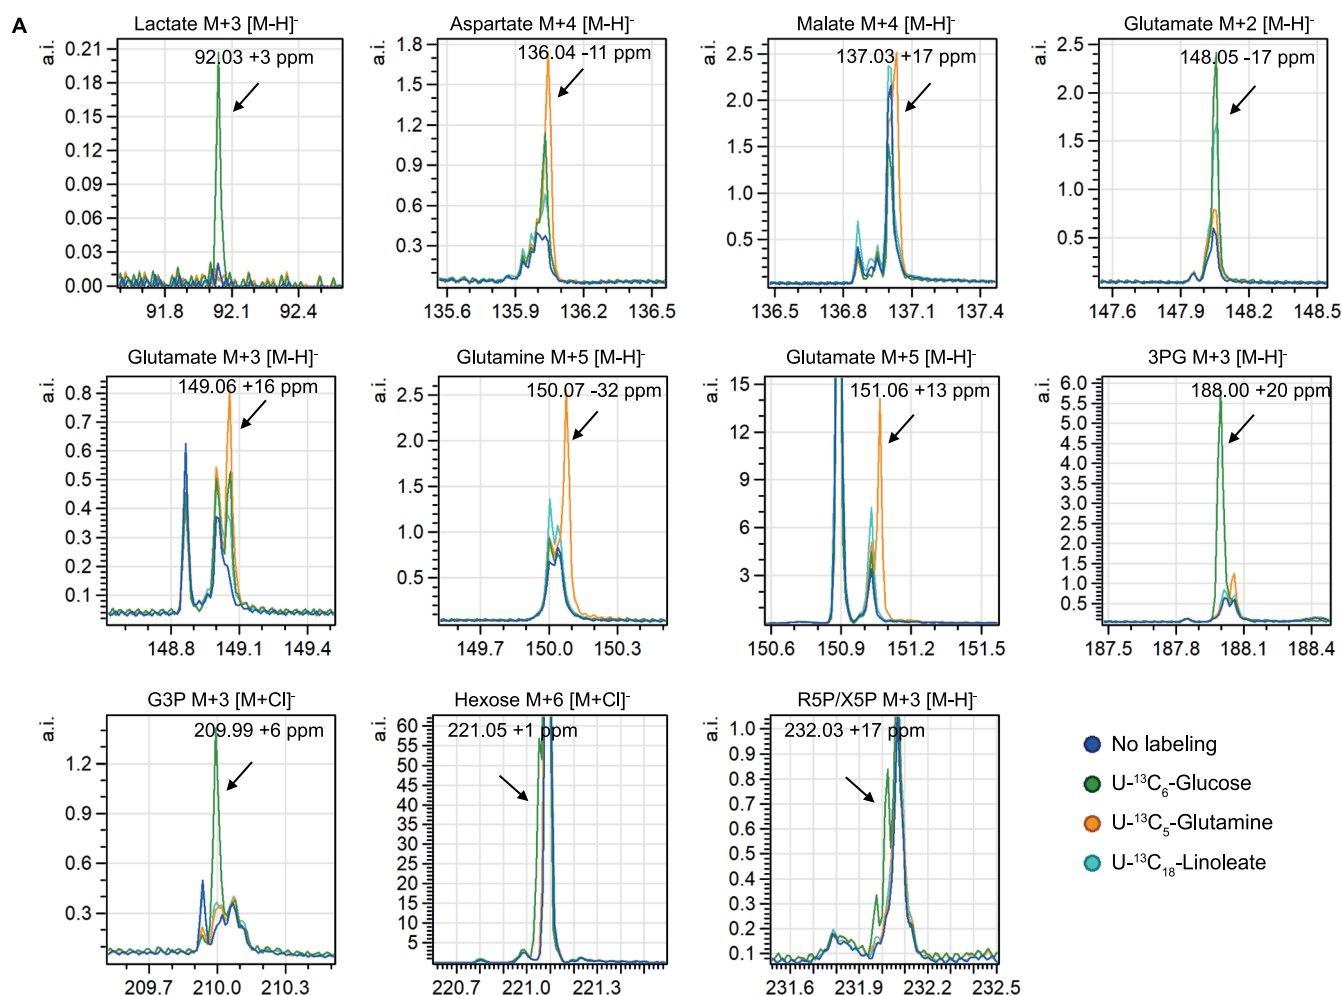 A
Lactate M+3 [M-H]-
Aspartate M+4 [M-H]-
Malate M+4 [M-H]-
Glutamate M+2 [M-H]-
a.i.
92.03 +3 ppm
0.21
0.18
0.15
0.12
0.09
0.06
0.03
0.00
91.8 92.1 92.4
a.i.
136.04 -11 ppm
1.8
1.5
1.2
0.9
0.6
0.3
135.6 135.9 136.2 136.5
a.i.
137.03 +17 ppm
2.5
2.0
1.5
1.0
0.5
136.5 136.8 137.1 137.4
a.i.
148.05 -17 ppm
2.5
2.0
1.5
1.0
0.5
147.6 147.9 148.2 148.5
Glutamate M+3 [M-H]-
Glutamine M+5 [M-H]-
Glutamate M+5 [M-H]-
3PG M+3 [M-H]-
a.i.
149.06 +16 ppm
0.8
0.7
0.6
0.5
0.4
0.3
0.2
0.1
148.8 149.1 149.4
a.i.
150.07 -32 ppm
2.5
2.0
1.5
1.0
0.5
149.7 150.0 150.3
a.i.
151.06 +13 ppm
15
12
9
6
3
150.6 150.9 151.2 151.5
a.i.
188.00 +20 ppm
6.0
5.5
5.0
4.5
4.0
3.5
3.0
2.5
2.0
1.5
1.0
0.5
187.5 187.8 188.1 188.4
G3P M+3 [M+Cl]-
Hexose M+6 [M+Cl]-
R5P/X5P M+3 [M-H]-
a.i.
209.99 +6 ppm
1.2
0.9
0.6
0.3
209.7 210.0 210.3
a.i.
221.05 +1 ppm
60
55
50
45
40
35
30
25
20
15
10
5
220.7 221.0 221.3
a.i.
232.03 +17 ppm
1.0
0.9
0.8
0.7
0.6
0.5
0.4
0.3
0.2
0.1
231.6 231.9 232.2 232.5
No labeling
U-13C6-Glucose
U-13C5-Glutamine
U-13C18-Linoleate